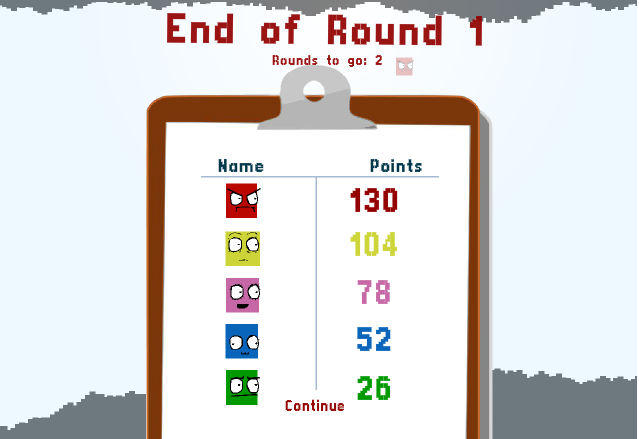 End of Round 1
Rounds to go: 2
Name Points
130
104
78
52
26
Continue